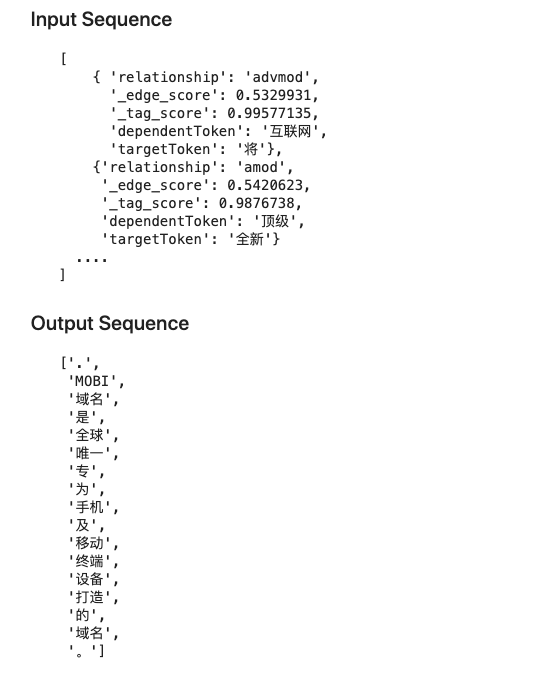 Input Sequence
[
{ 'relationship': 'advmod',
'_edge_score': 0.5329931,
'_tag_score': 0.99577135,
'dependentToken': '互联网',
'targetToken': '将'},
{'relationship': 'amod',
'_edge_score': 0.5420623,
'_tag_score': 0.9876738,
'dependentToken': '顶级',
'targetToken': '全新'}
....
]
Output Sequence
['.',
'MOBI',
'域名',
'是',
'全球',
'唯一',
'专',
'为',
'手机',
'及',
'移动',
'终端',
'设备',
'打造',
'的',
'域名',
'。']